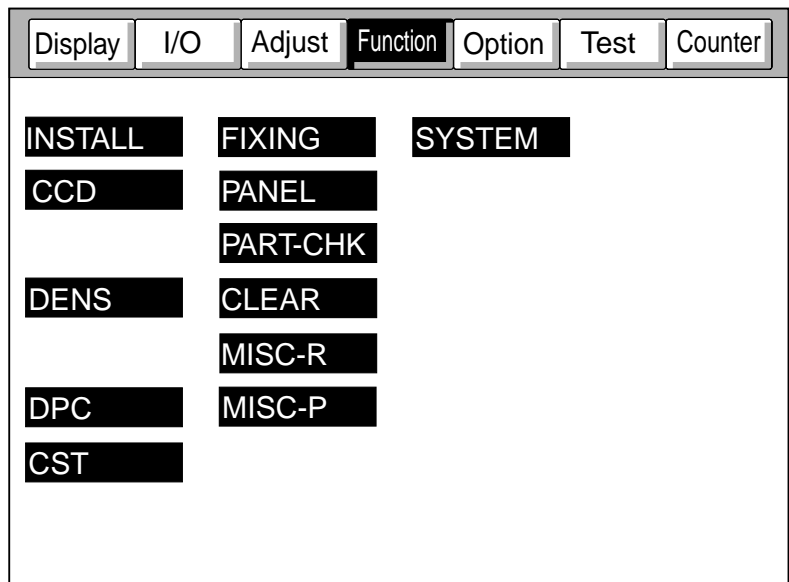 Display I/O Adjust Function Option Test Counter
INSTALL FIXING SYSTEM
CCD PANEL
PART-CHK
DENS CLEAR
MISC-R
DPC MISC-P
CST